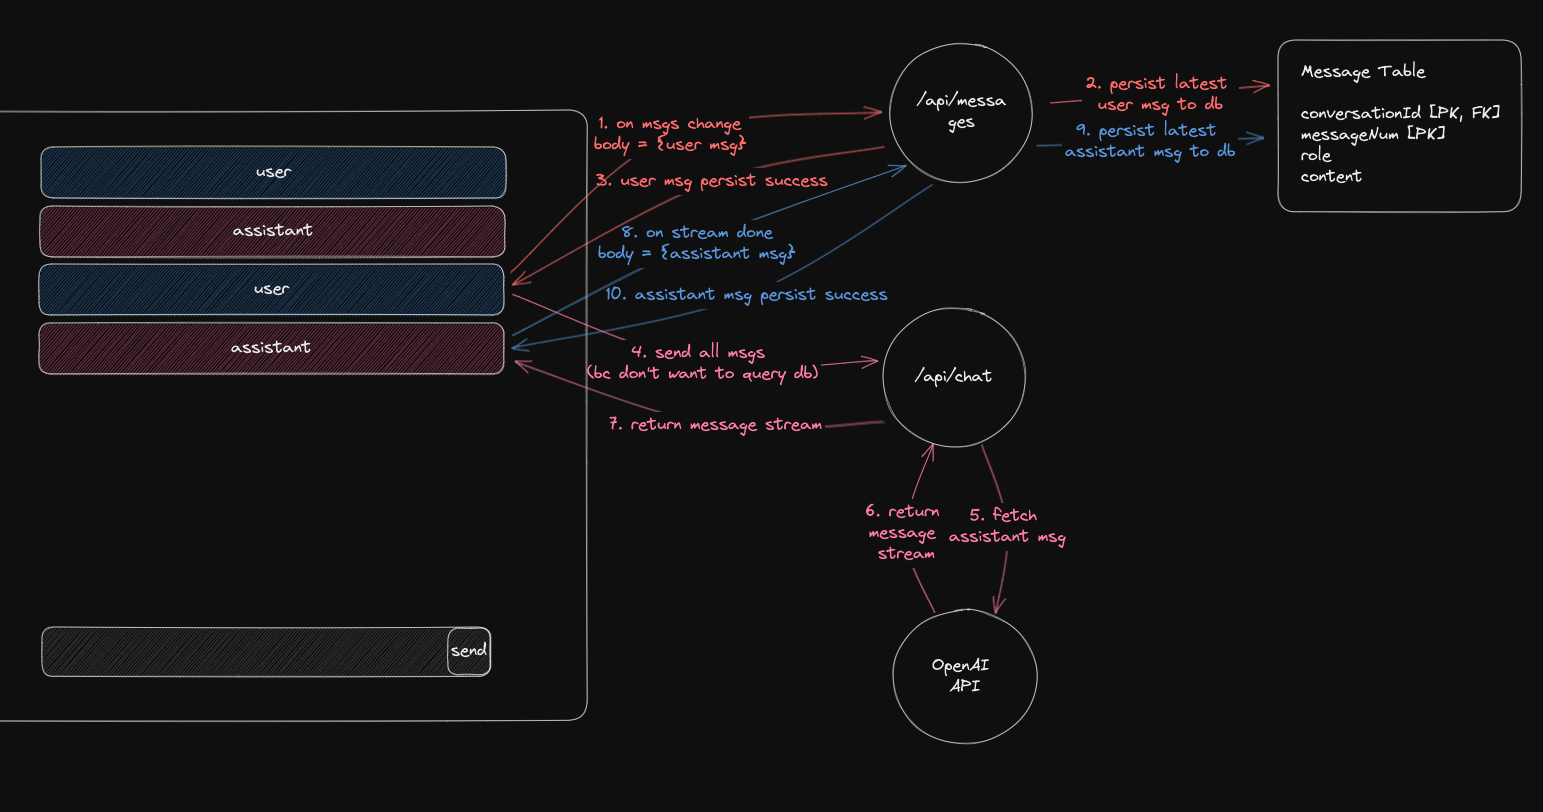 user
assistant
user
assistant
send
1. on msgs change
body = {user msg}
3. user msg persist success
8. on stream done
body = {assistant msg}
10. assistant msg persist success
4. send all msgs
(bc don't want to query db)
7. return message stream
/api/messa
ges
2. persist latest
user msg to db
9. persist latest
assistant msg to db
Message Table
conversationId [PK, FK]
messageNum [PK]
role
content
/api/chat
6. return
message
stream
5. fetch
assistant msg
OpenAI
API